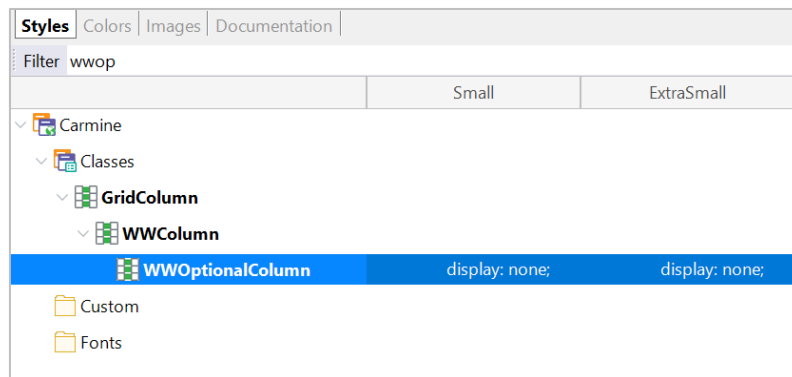 Styles Colors Images Documentation
Filter wwop
Small ExtraSmall
Carmine
Classes
GridColumn
WWColumn
WWOptionalColumn display: none; display: none;
Custom
Fonts